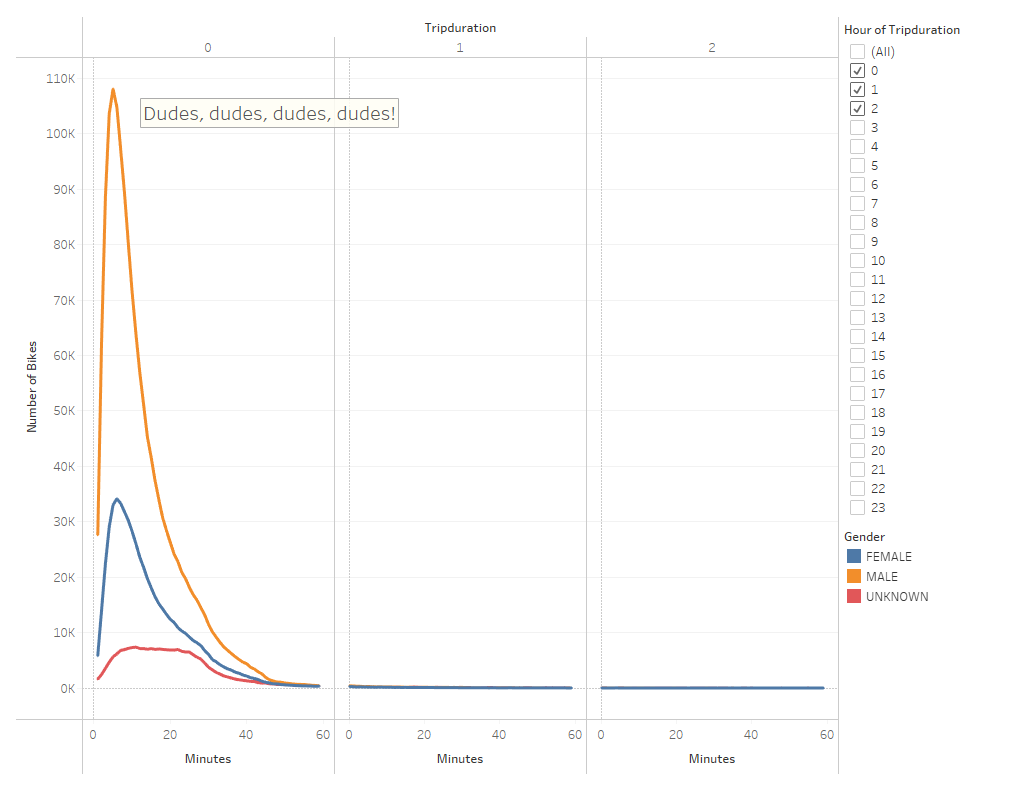 Tripduration
0 1 2
110K
100K
90K
80K
70K
60K
50K
40K
30K
20K
10K
0K
Number of Bikes
Dudes, dudes, dudes, dudes!
0 20 40 60 0 20 40 60 0 20 40 60
Minutes Minutes Minutes
Hour of Tripduration
(All)
0
1
2
3
4
5
6
7
8
9
10
11
12
13
14
15
16
17
18
19
20
21
22
23
Gender
FEMALE
MALE
UNKNOWN